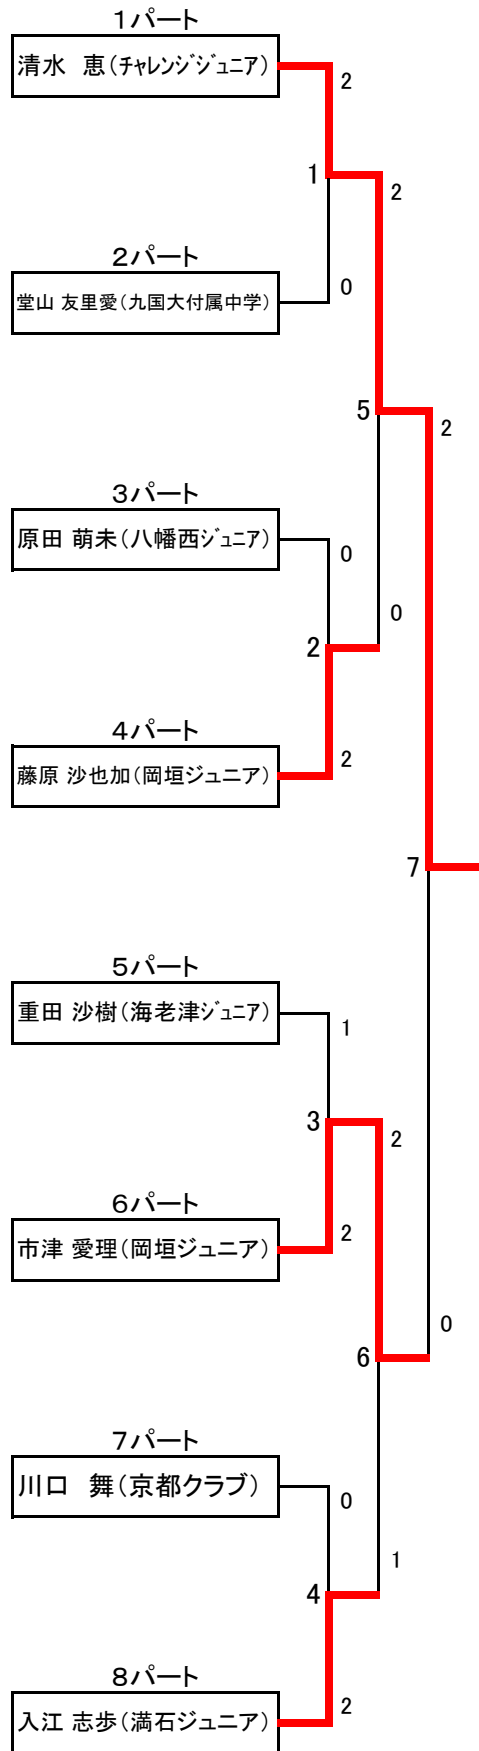 １パート
清水　恵（チャレンジジュニア）
2
1
2
２パート
堂山 友里愛（九国大付属中学）
0
5
2
３パート
原田 萌未（八幡西ジュニア）
0
0
2
４パート
藤原 沙也加（岡垣ジュニア）
2
7
５パート
重田 沙樹（海老津ジュニア）
1
3
2
６パート
市津 愛理（岡垣ジュニア）
2
0
6
７パート
川口　舞（京都クラブ）
0
1
4
８パート
入江 志歩（満石ジュニア）
2